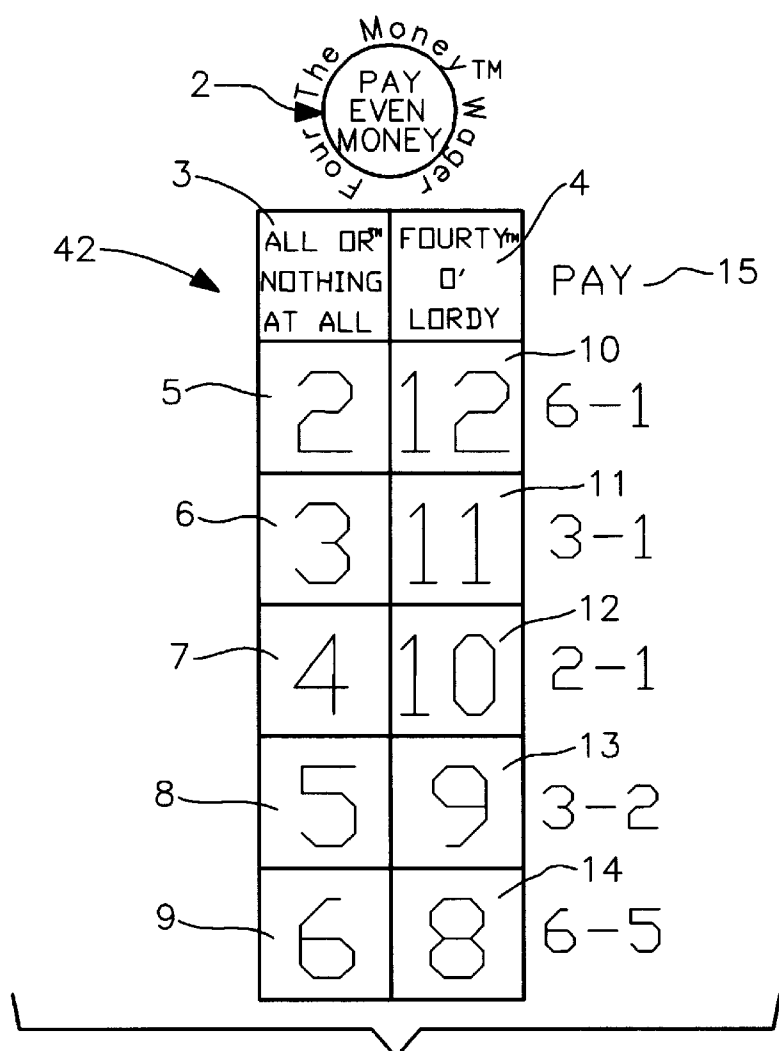 Four The Money™ Wager
2
PAY
EVEN
MONEY
3
4
42
ALL OR™
NOTHING
AT ALL
FOURTY™
O'
LORDY
PAY
15
5
2
12
10
6-1
6
3
11
11
3-1
7
4
10
12
2-1
8
5
9
13
3-2
9
6
8
14
6-5